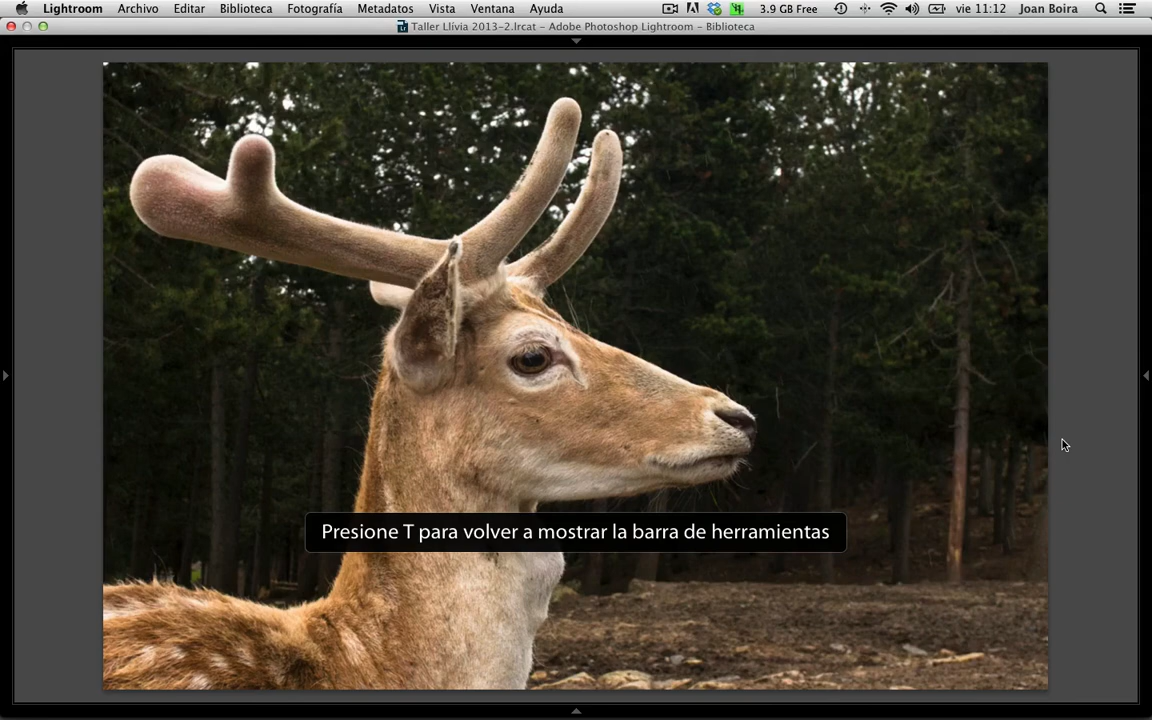 Lightroom Archivo Editar Biblioteca Fotografía Metadatos Vista Ventana Ayuda 3.9 GB Free vie 11:12 Joan Boira
Taller Llívia 2013-2.lrcat – Adobe Photoshop Lightroom – Biblioteca
Presione T para volver a mostrar la barra de herramientas